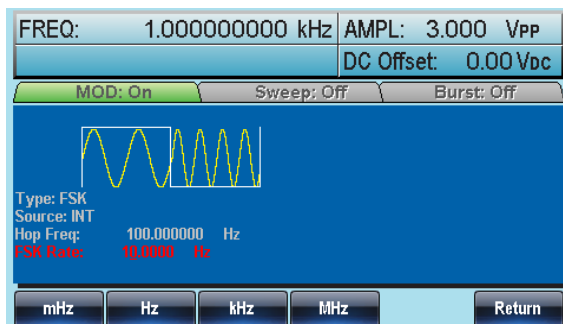 FREQ: 1.000000000 kHz AMPL: 3.000 VPP
DC Offset: 0.00 VDC
MOD: On Sweep: Off Burst: Off
Type: FSK
Source: INT
Hop Freq: 100.000000 Hz
FSK Rate: 10.0000 Hz
mHz Hz kHz MHz Return